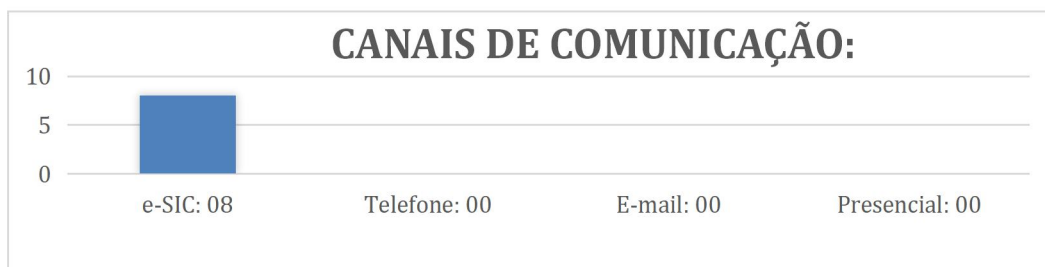 CANAIS DE COMUNICAÇÃO:
10
5
0
e-SIC: 08 Telefone: 00 E-mail: 00 Presencial: 00